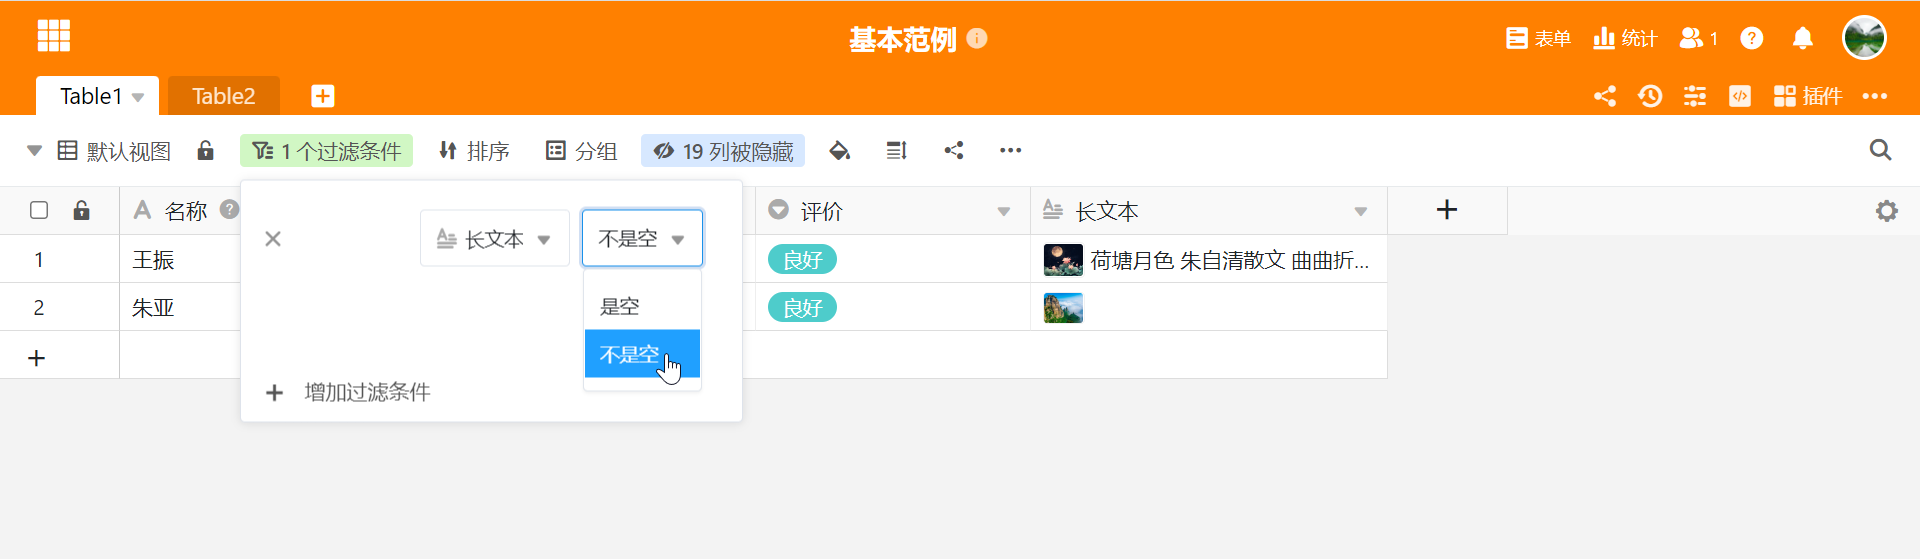 基本范例
表单 统计 1
Table1 Table2
插件
默认视图 1 个过滤条件 排序 分组 19 列被隐藏
名称 评价 长文本
长文本 不是空
1 王振 良好 荷塘月色 朱自清散文 曲曲折...
是空
2 朱亚 良好
不是空
增加过滤条件